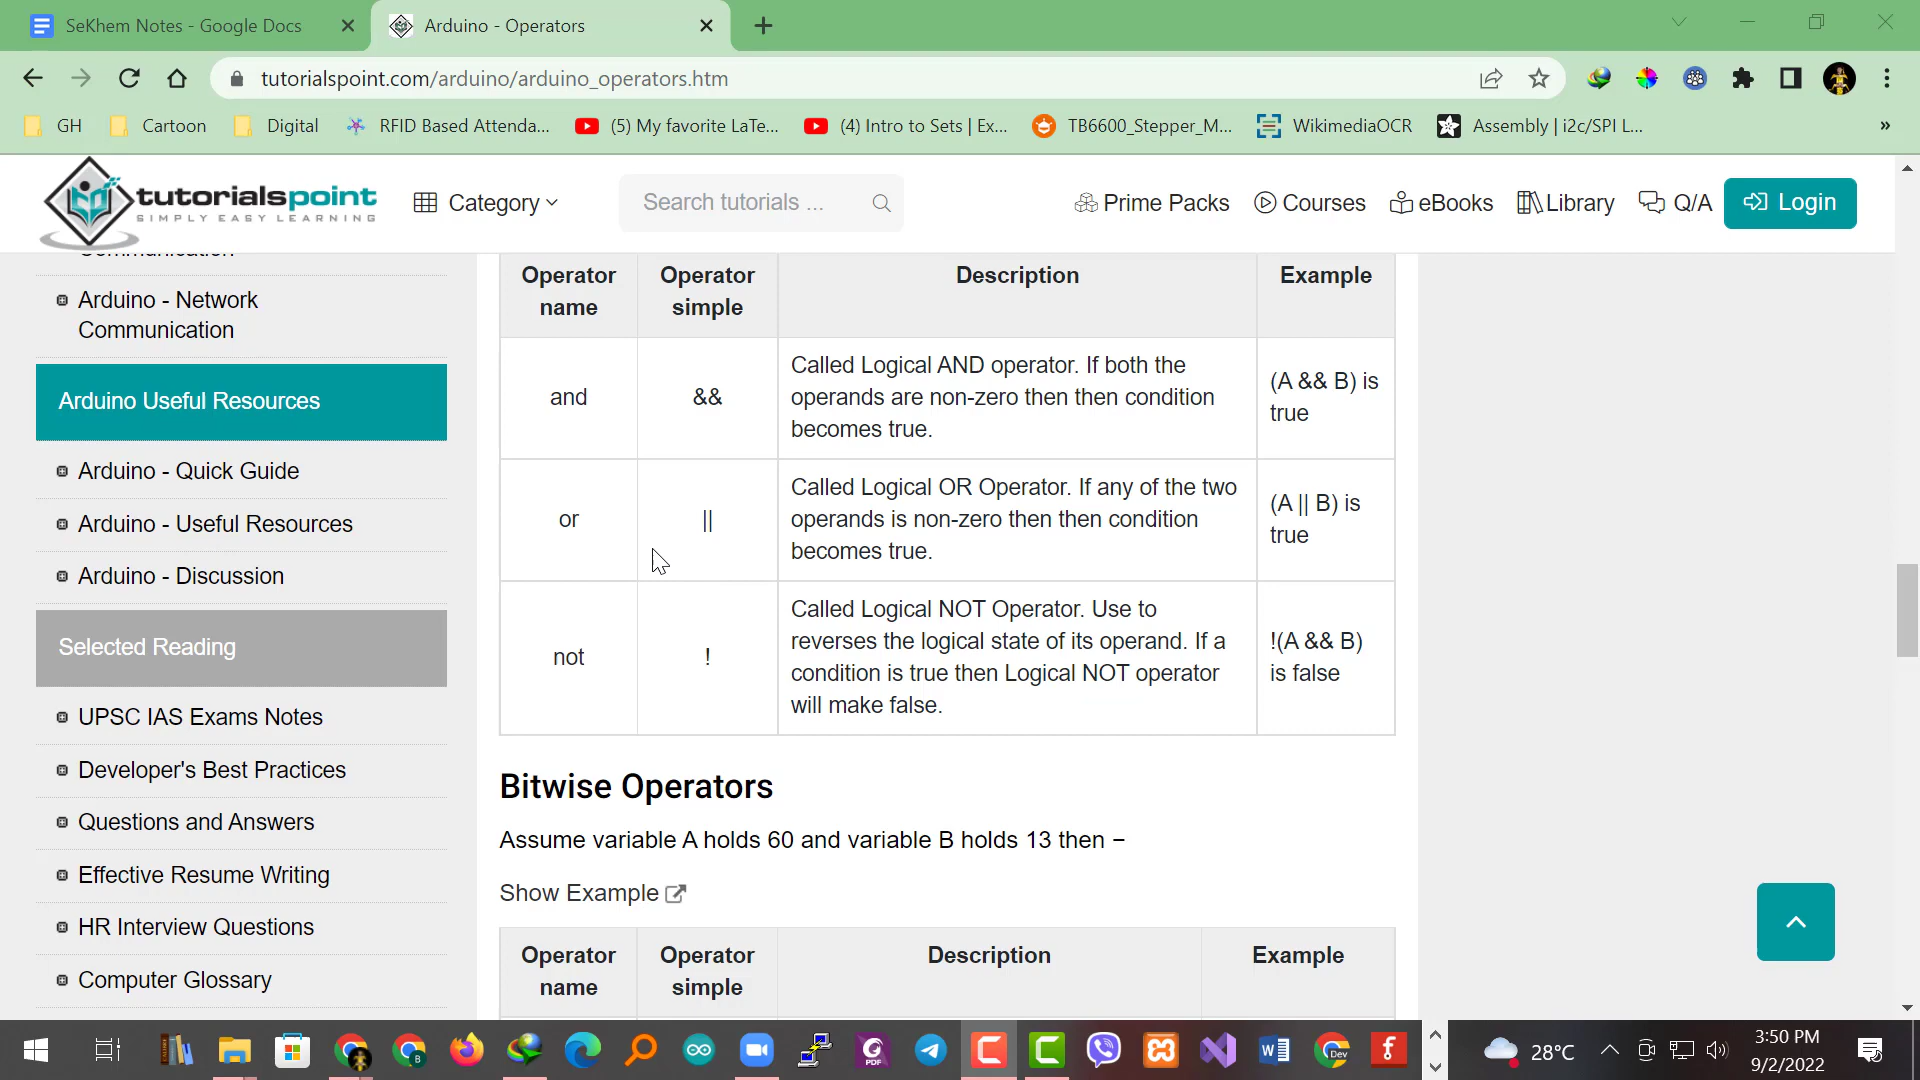 SeKhem Notes - Google Docs
Arduino - Operators
tutorialspoint.com/arduino/arduino_operators.htm
GH
Cartoon
Digital
RFID Based Attenda...
(5) My favorite LaTe...
(4) Intro to Sets | Ex...
TB6600_Stepper_M...
WikimediaOCR
Assembly | i2c/SPI L...
»
tutorialspoint
SIMPLY EASY LEARNING
Category
Search tutorials ...
Prime Packs
Courses
eBooks
Library
Q/A
Login
Communication
Arduino - Network
Communication
Arduino Useful Resources
Arduino - Quick Guide
Arduino - Useful Resources
Arduino - Discussion
Selected Reading
UPSC IAS Exams Notes
Developer's Best Practices
Questions and Answers
Effective Resume Writing
HR Interview Questions
Computer Glossary
Operator name
Operator simple
Description
Example
and
&&
Called Logical AND operator. If both the
operands are non-zero then then condition
becomes true.
(A && B) is
true
or
||
Called Logical OR Operator. If any of the two
operands is non-zero then then condition
becomes true.
(A || B) is
true
not
!
Called Logical NOT Operator. Use to
reverses the logical state of its operand. If a
condition is true then Logical NOT operator
will make false.
!(A && B)
is false
Bitwise Operators
Assume variable A holds 60 and variable B holds 13 then −
Show Example
Operator name
Operator simple
Description
Example
28°C
3:50 PM
9/2/2022